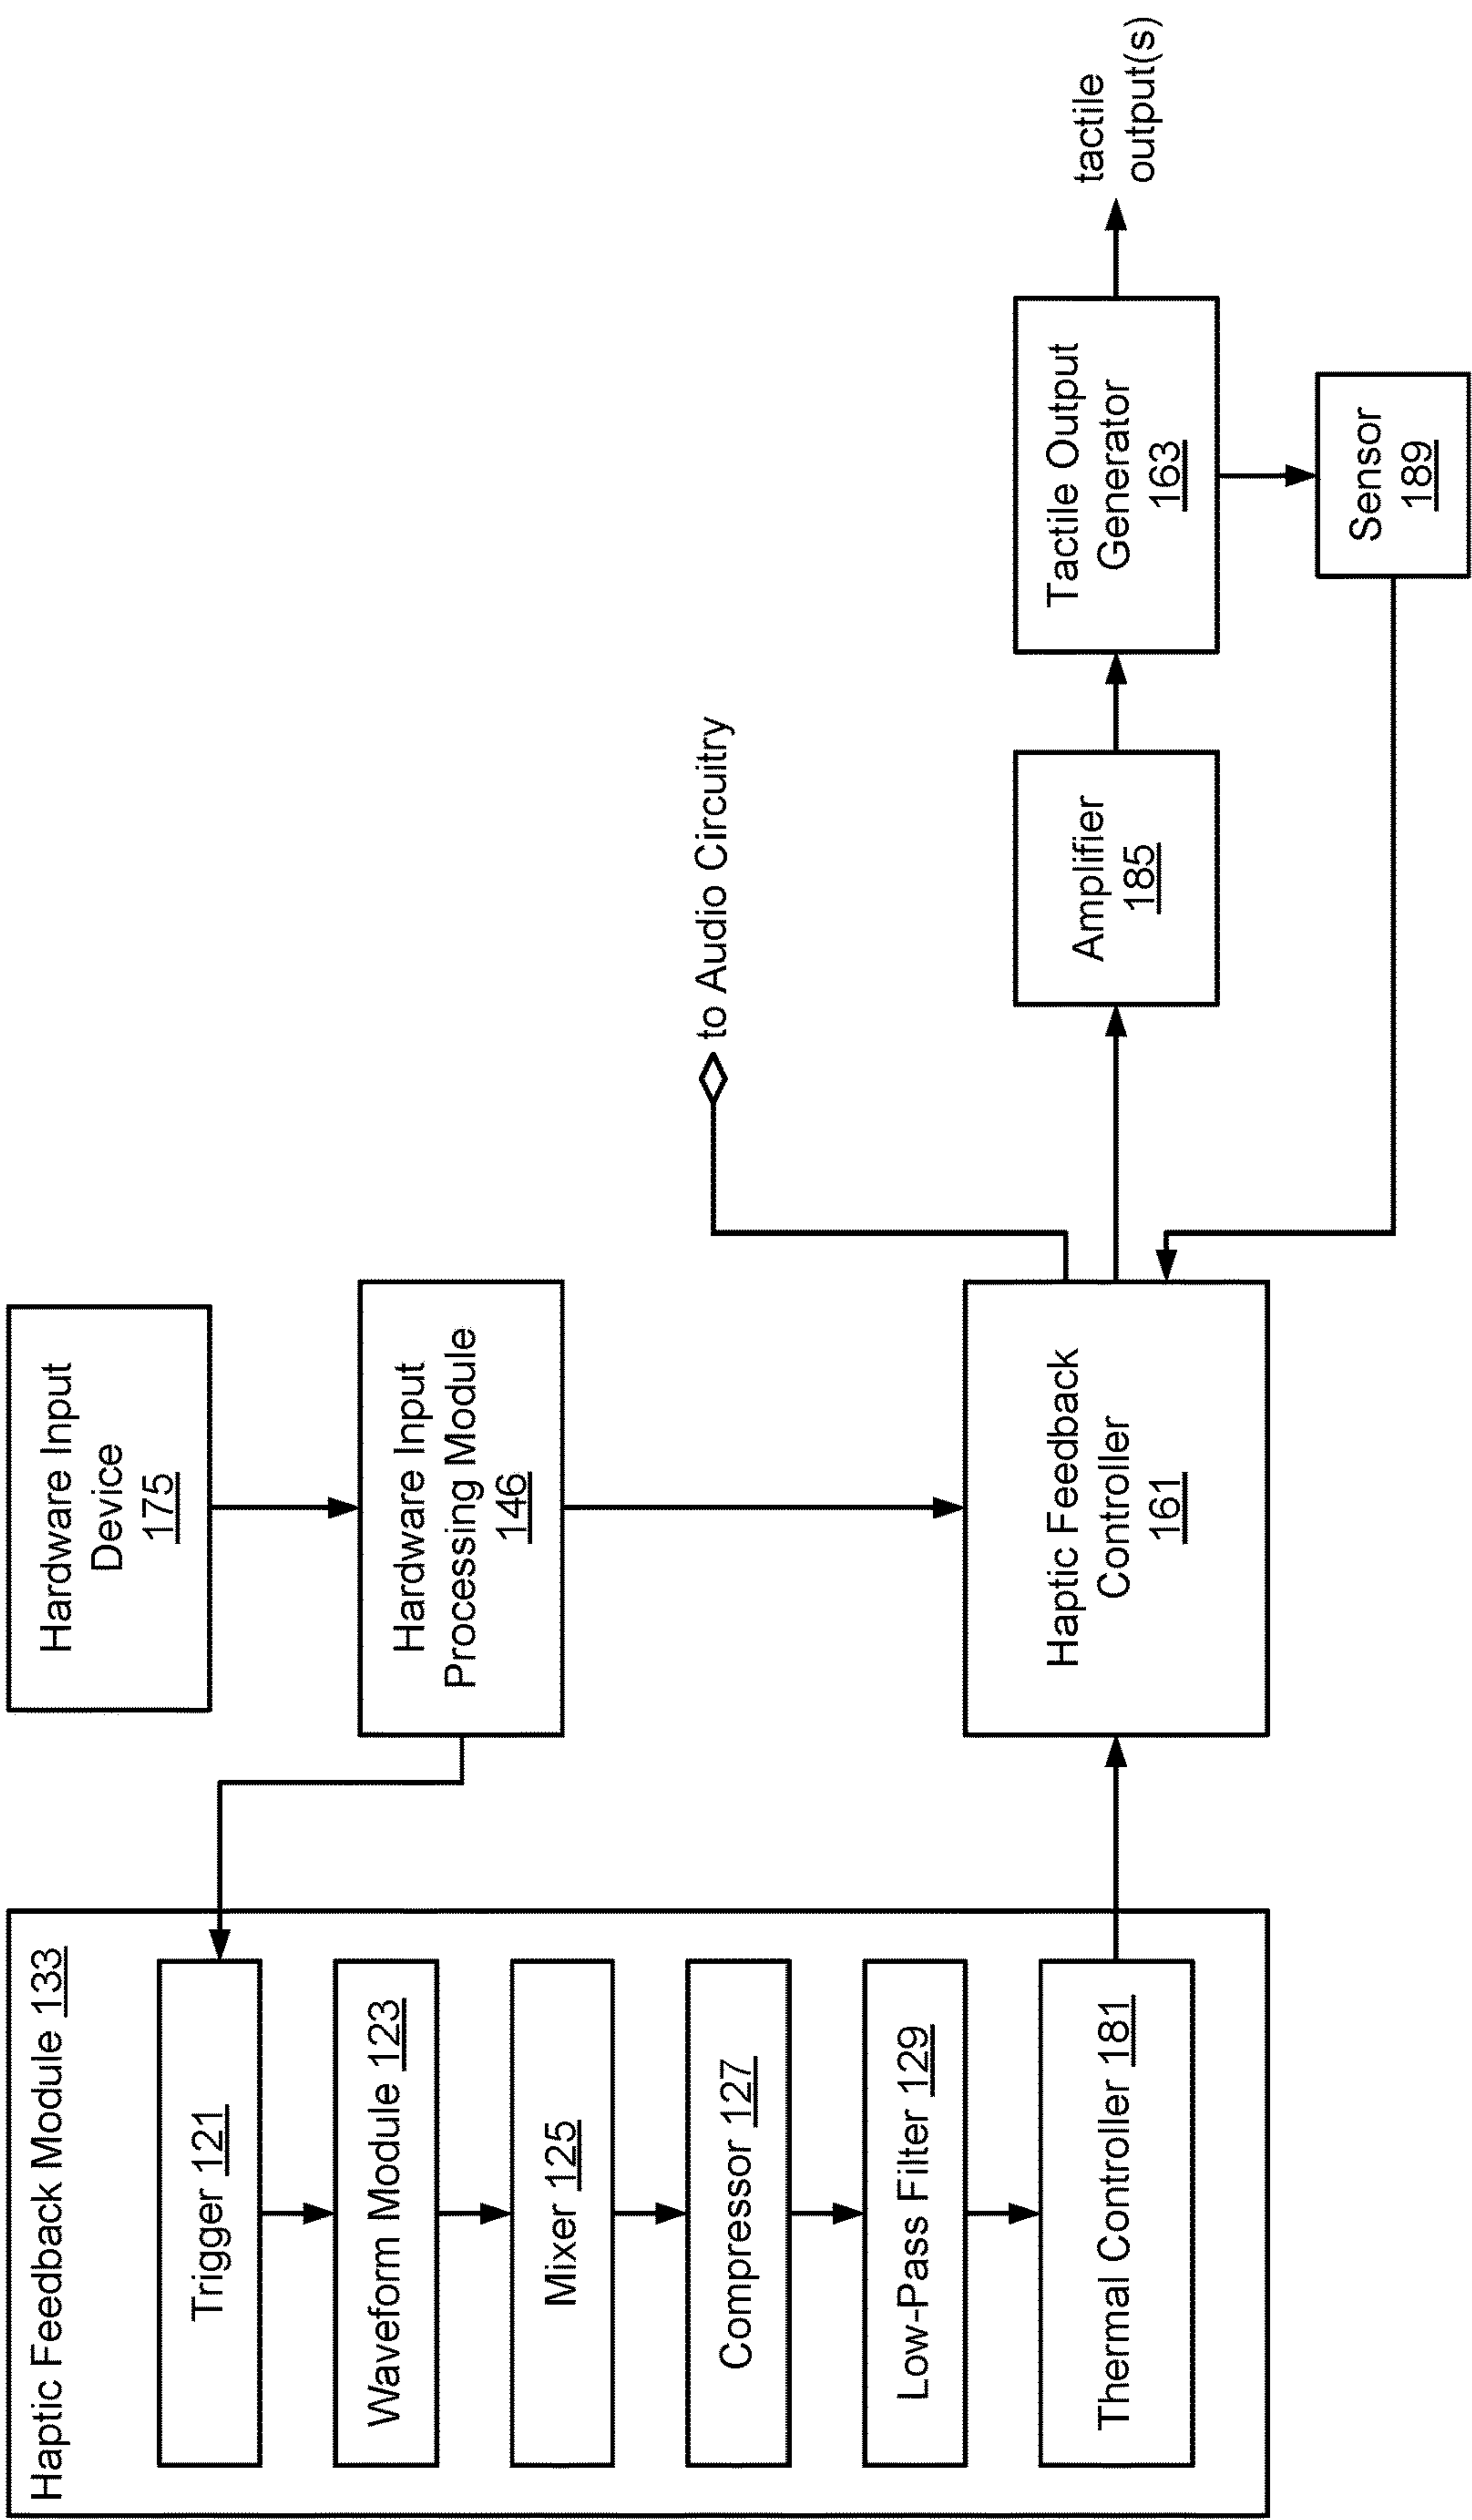 Haptic Feedback Module 133
Trigger 121
Waveform Module 123
Mixer 125
Compressor 127
Low-Pass Filter 129
Thermal Controller 181
Hardware Input
Device
175
Hardware Input
Processing Module
146
Haptic Feedback
Controller
161
to Audio Circuitry
Amplifier
185
Tactile Output
Generator
163
Sensor
189
tactile
output(s)